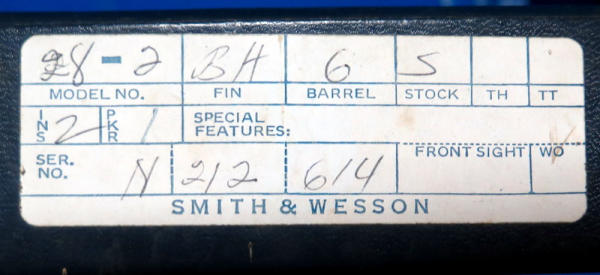 28-2 BH 6 S
MODEL NO. FIN BARREL STOCK TH TT
INS 2 PKR 1 SPECIAL FEATURES:
SER. NO. N 212 614 FRONT SIGHT WO
SMITH & WESSON